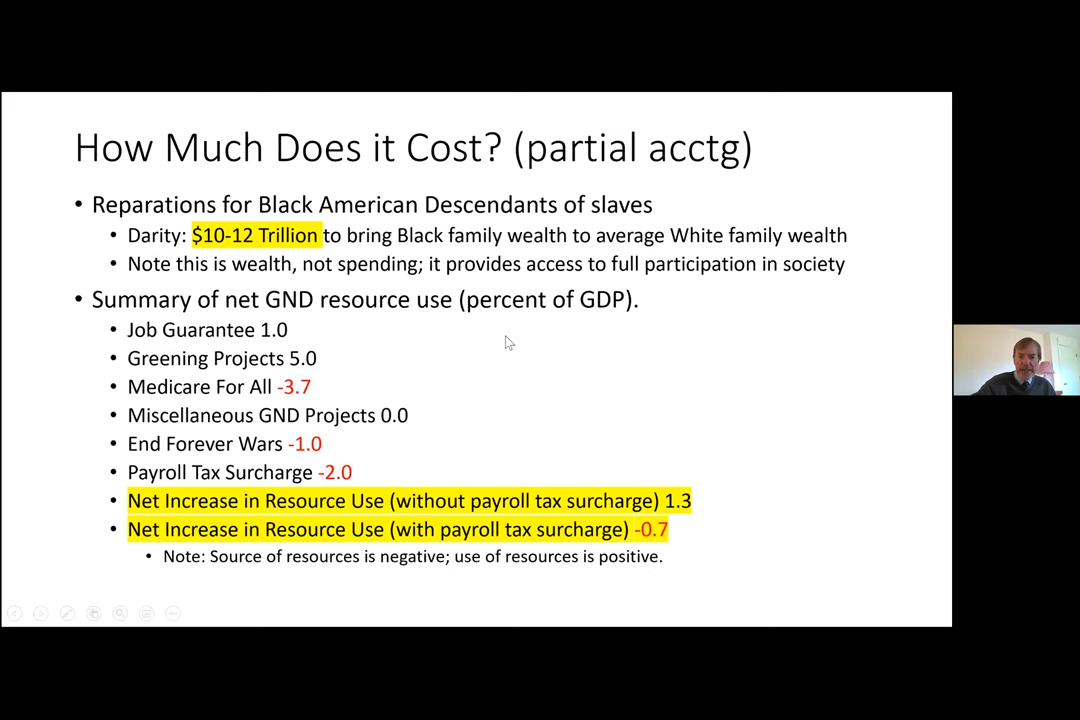 How Much Does it Cost? (partial acctg)
• Reparations for Black American Descendants of slaves
• Darity: $10-12 Trillion to bring Black family wealth to average White family wealth
• Note this is wealth, not spending; it provides access to full participation in society
• Summary of net GND resource use (percent of GDP).
• Job Guarantee 1.0
• Greening Projects 5.0
• Medicare For All -3.7
• Miscellaneous GND Projects 0.0
• End Forever Wars -1.0
• Payroll Tax Surcharge -2.0
• Net Increase in Resource Use (without payroll tax surcharge) 1.3
• Net Increase in Resource Use (with payroll tax surcharge) -0.7
• Note: Source of resources is negative; use of resources is positive.